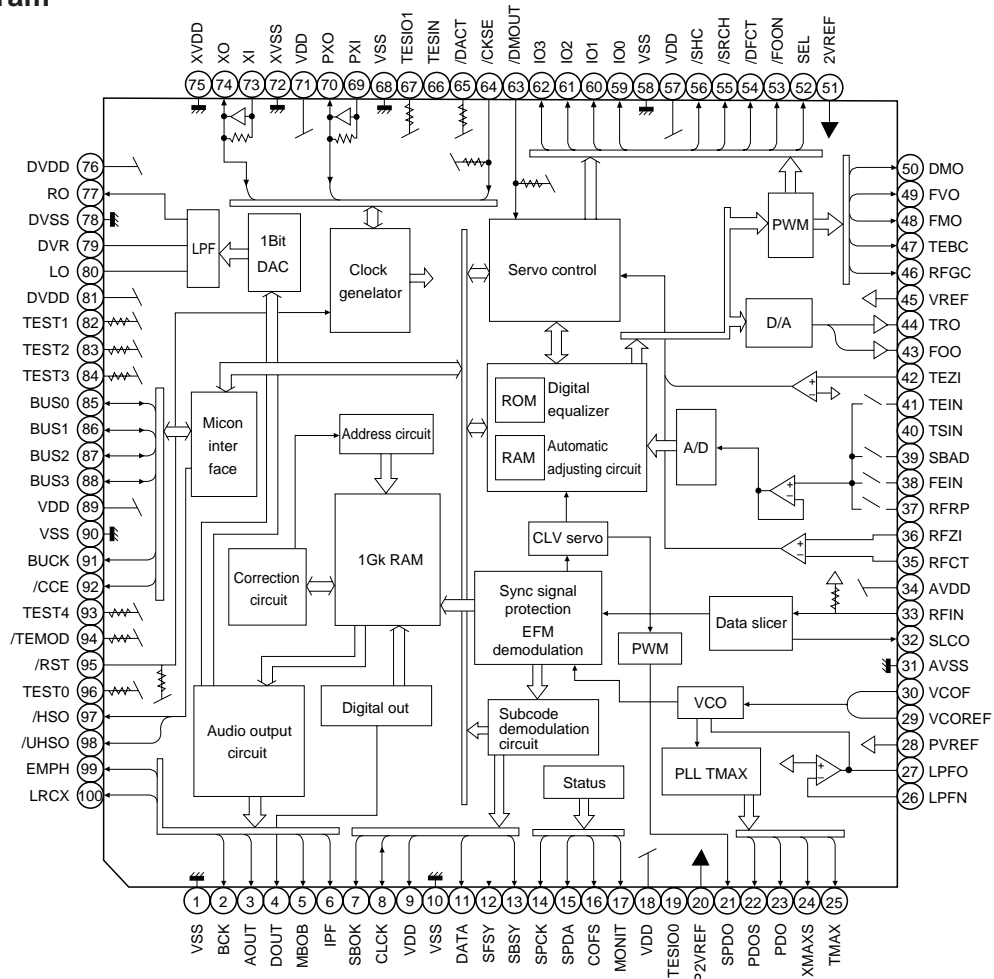 ram
XVDD XO XI XVSS VDD PXO PXI VSS TESIO1 TESIN /DACT /CKSE /DMOUT IO3 IO2 IO1 IO0 VSS VDD /SHC /SRCH /DFCT /FOON SEL 2VREF
75 74 73 72 71 70 69 68 67 66 65 64 63 62 61 60 59 58 57 56 55 54 53 52 51
DVDD 76
RO 77
DVSS 78
DVR 79
LO 80
DVDD 81
TEST1 82
TEST2 83
TEST3 84
BUS0 85
BUS1 86
BUS2 87
BUS3 88
VDD 89
VSS 90
BUCK 91
/CCE 92
TEST4 93
/TEMOD 94
/RST 95
TEST0 96
/HSO 97
/UHSO 98
EMPH 99
LRCX 100
LPF
1Bit
DAC
Clock
genelator
Servo control
PWM
D/A
ROM
Digital
equalizer
RAM
Automatic
adjusting circuit
A/D
Micon
inter
face
Address circuit
CLV servo
1Gk RAM
Correction
circuit
Sync signal
protection
EFM
demodulation
Data slicer
PWM
VCO
Audio output
circuit
Digital out
Subcode
demodulation
circuit
PLL TMAX
Status
50 DMO
49 FVO
48 FMO
47 TEBC
46 RFGC
45 VREF
44 TRO
43 FOO
42 TEZI
41 TEIN
40 TSIN
39 SBAD
38 FEIN
37 RFRP
36 RFZI
35 RFCT
34 AVDD
33 RFIN
32 SLCO
31 AVSS
30 VCOF
29 VCOREF
28 PVREF
27 LPFO
26 LPFN
+
−
+
−
+
−
+
−
1 2 3 4 5 6 7 8 9 10 11 12 13 14 15 16 17 18 19 20 21 22 23 24 25
VSS BCK AOUT DOUT MBOB IPF SBOK CLCK VDD VSS DATA SFSY SBSY SPCK SPDA COFS MONIT VDD TESIO0 P2VREF SPDO PDOS PDO XMAXS TMAX